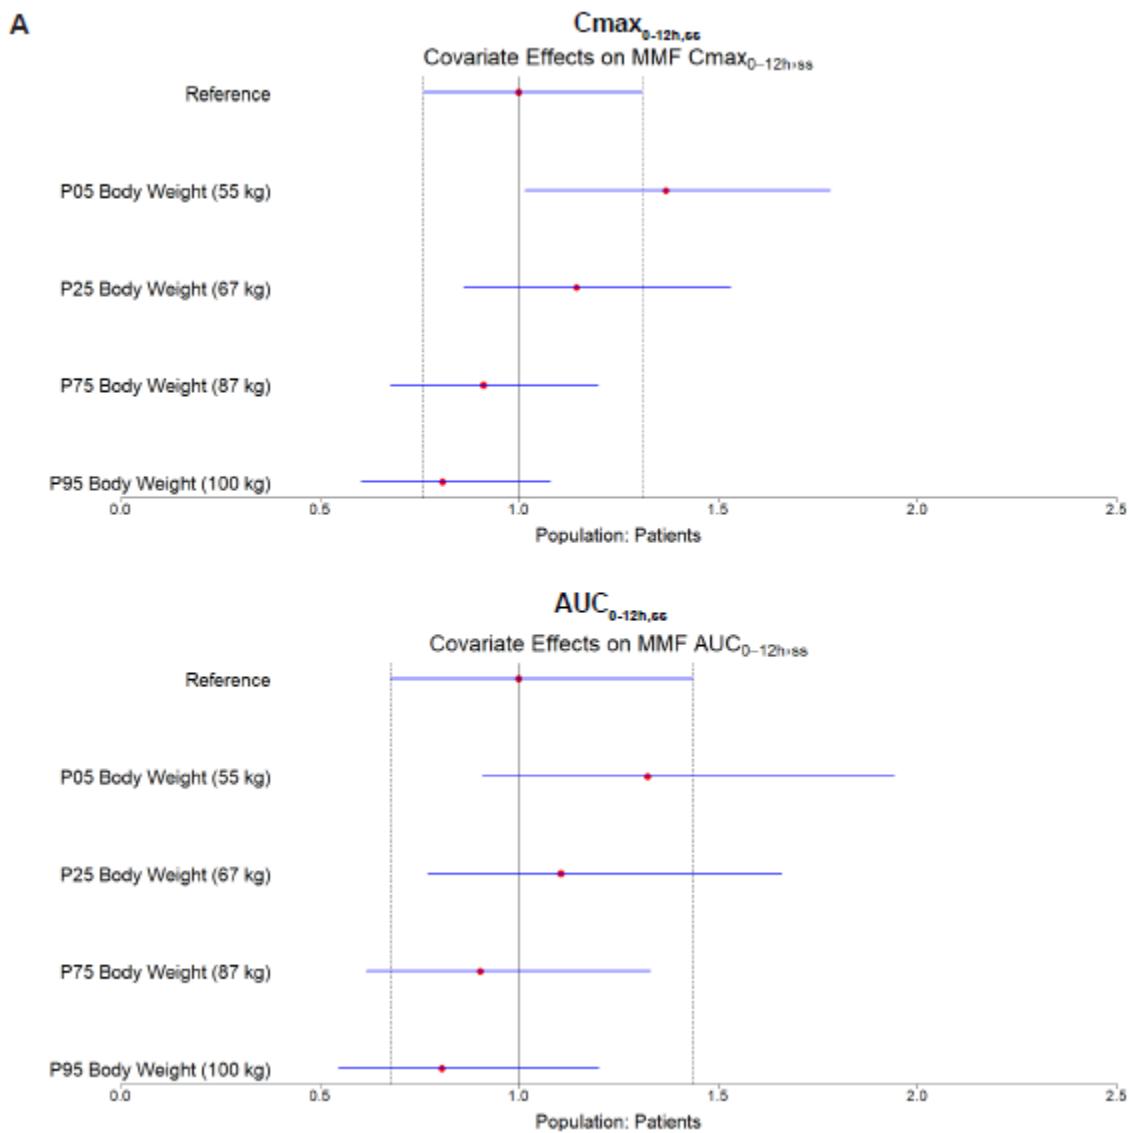 A
Cmax0-12h,ss
Covariate Effects on MMF Cmax0–12h,ss
Reference
P05 Body Weight (55 kg)
P25 Body Weight (67 kg)
P75 Body Weight (87 kg)
P95 Body Weight (100 kg)
0.0 0.5 1.0 1.5 2.0 2.5
Population: Patients
AUC0-12h,ss
Covariate Effects on MMF AUC0–12h,ss
Reference
P05 Body Weight (55 kg)
P25 Body Weight (67 kg)
P75 Body Weight (87 kg)
P95 Body Weight (100 kg)
0.0 0.5 1.0 1.5 2.0 2.5
Population: Patients